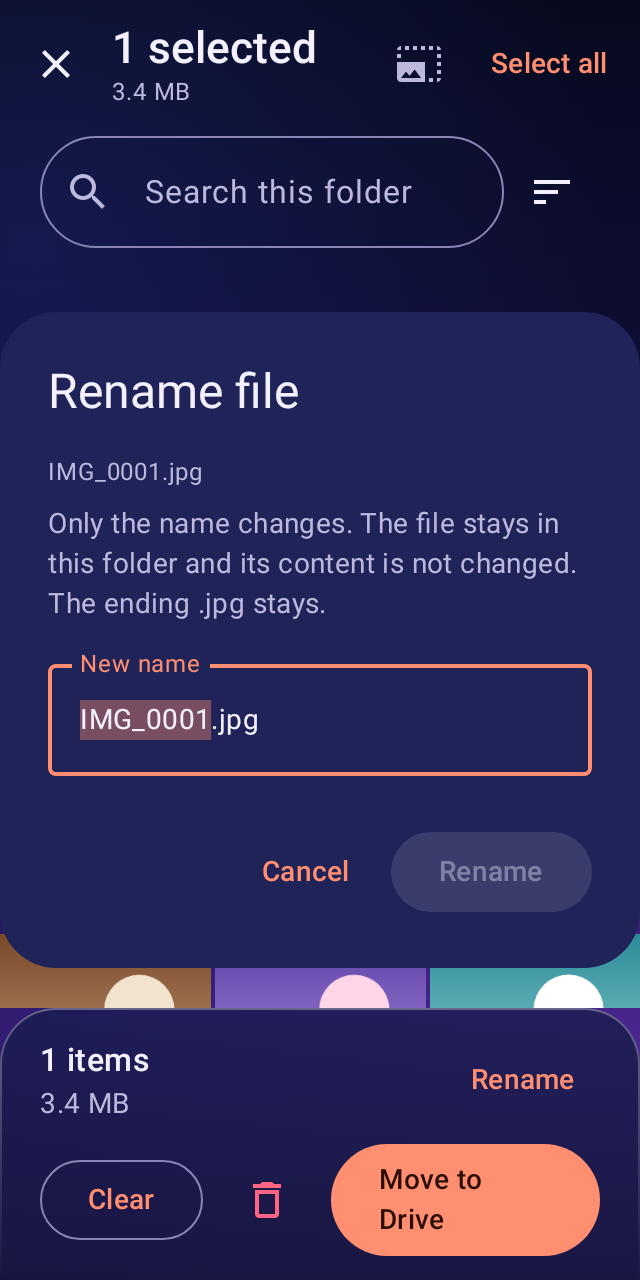 1 selected
3.4 MB
Select all
Search this folder
Rename file
IMG_0001.jpg
Only the name changes. The file stays in
this folder and its content is not changed.
The ending .jpg stays.
New name
IMG_0001.jpg
Cancel
Rename
1 items
3.4 MB
Rename
Clear
Move to
Drive